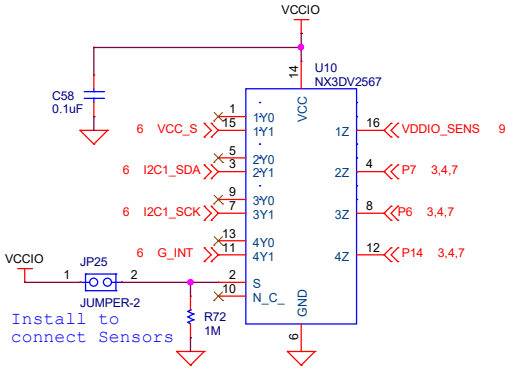 VCCIO
U10
NX3DV2567
14
VCC
C58
0.1uF
1
1Y0
6 VCC_S
15
1Y1
1Z
16
VDDIO_SENS 9
5
2Y0
6 I2C1_SDA
3
2Y1
2Z
4
P7 3,4,7
9
3Y0
6 I2C1_SCK
7
3Y1
3Z
8
P6 3,4,7
13
4Y0
6 G_INT
11
4Y1
4Z
12
P14 3,4,7
VCCIO
JP25
1
2
2
S
10
N_C_
GND
6
JUMPER-2
R72
1M
Install to
connect Sensors